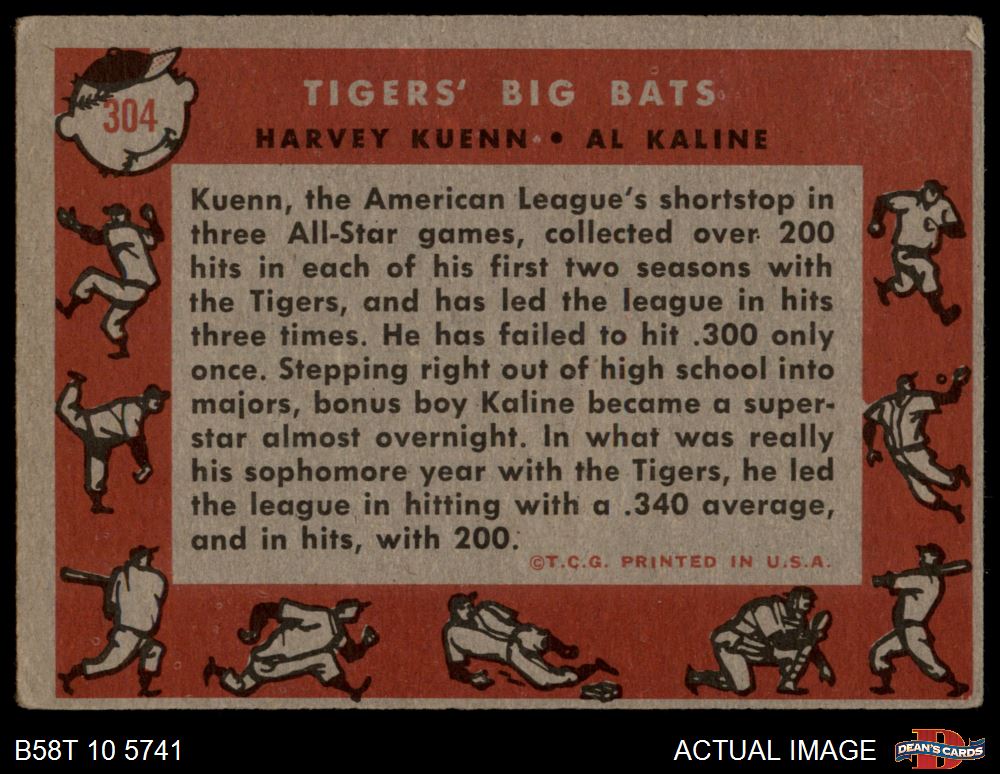 304
TIGERS' BIG BATS
HARVEY KUENN • AL KALINE
Kuenn, the American League's shortstop in
three All-Star games, collected over 200
hits in each of his first two seasons with
the Tigers, and has led the league in hits
three times. He has failed to hit .300 only
once. Stepping right out of high school into
majors, bonus boy Kaline became a super-
star almost overnight. In what was really
his sophomore year with the Tigers, he led
the league in hitting with a .340 average,
and in hits, with 200.
©T.C.G. PRINTED IN U.S.A.
B58T 10 5741
ACTUAL IMAGE
D
DEAN'S CARDS